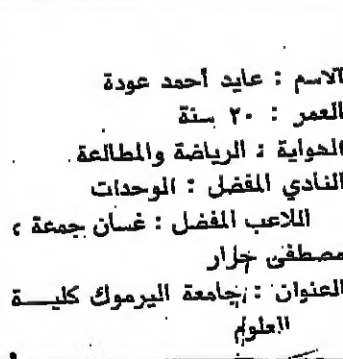 الاسم : عايد أحمد عودة
العمر : ٢٠ سنة
الهواية : الرياضة والمطالعة
النادي المفضل : الوحدات
اللاعب المفضل : غسان جمعة ،
مصطفى جرار
العنوان : جامعة اليرموك كليـــة
العلوم